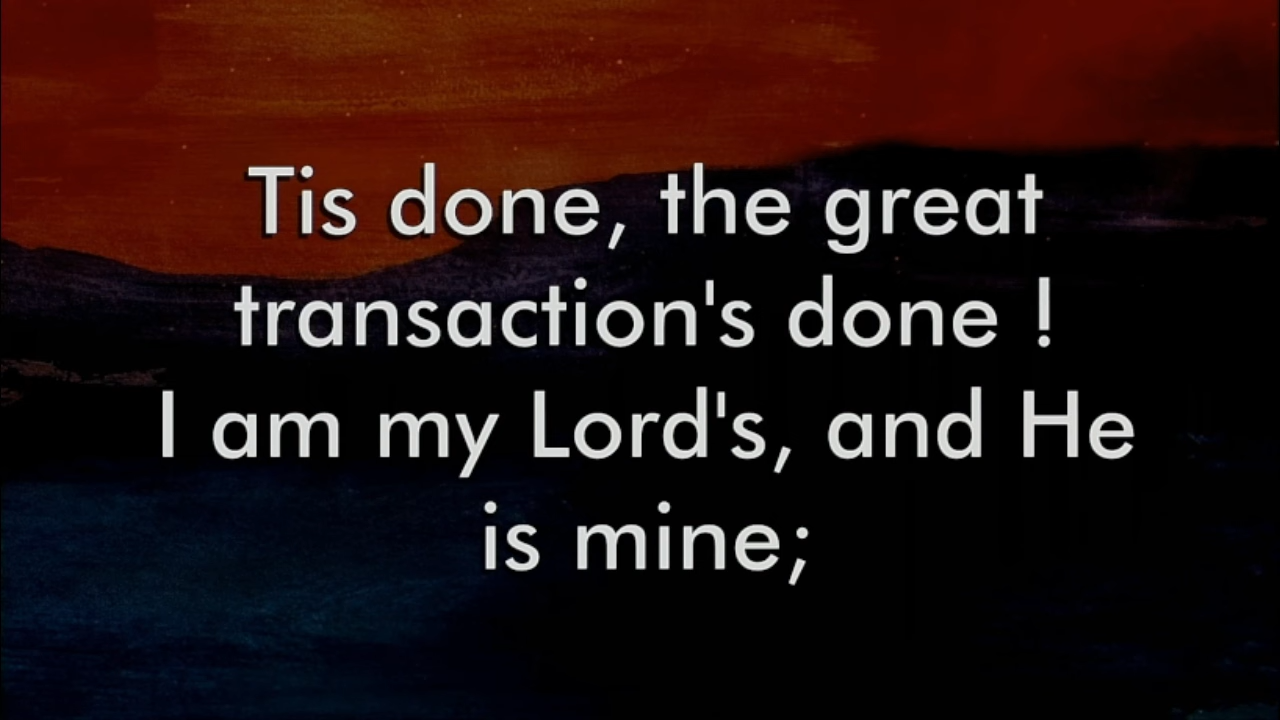 Tis done, the great
transaction's done !
I am my Lord's, and He
is mine;